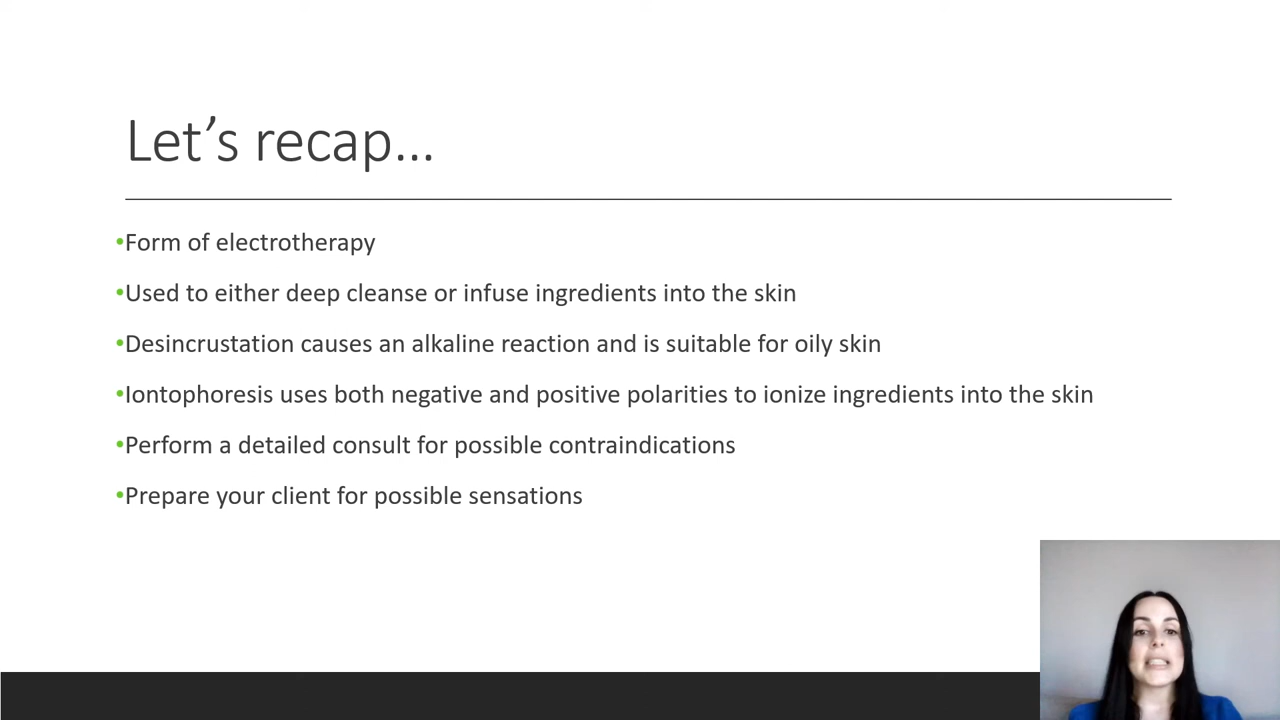 Let’s recap…
•Form of electrotherapy
•Used to either deep cleanse or infuse ingredients into the skin
•Desincrustation causes an alkaline reaction and is suitable for oily skin
•Iontophoresis uses both negative and positive polarities to ionize ingredients into the skin
•Perform a detailed consult for possible contraindications
•Prepare your client for possible sensations